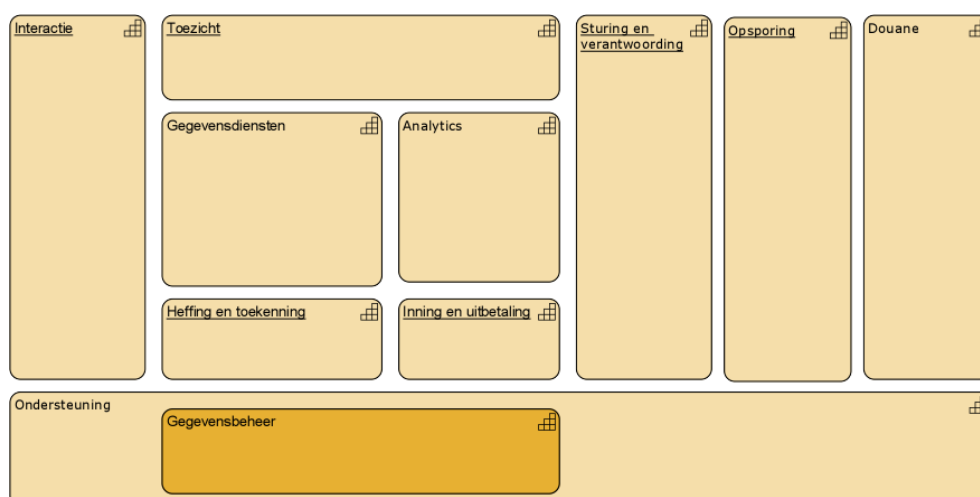 Interactie
Toezicht
Sturing en
verantwoording
Opsporing
Douane
Gegevensdiensten
Analytics
Heffing en toekenning
Inning en uitbetaling
Ondersteuning
Gegevensbeheer